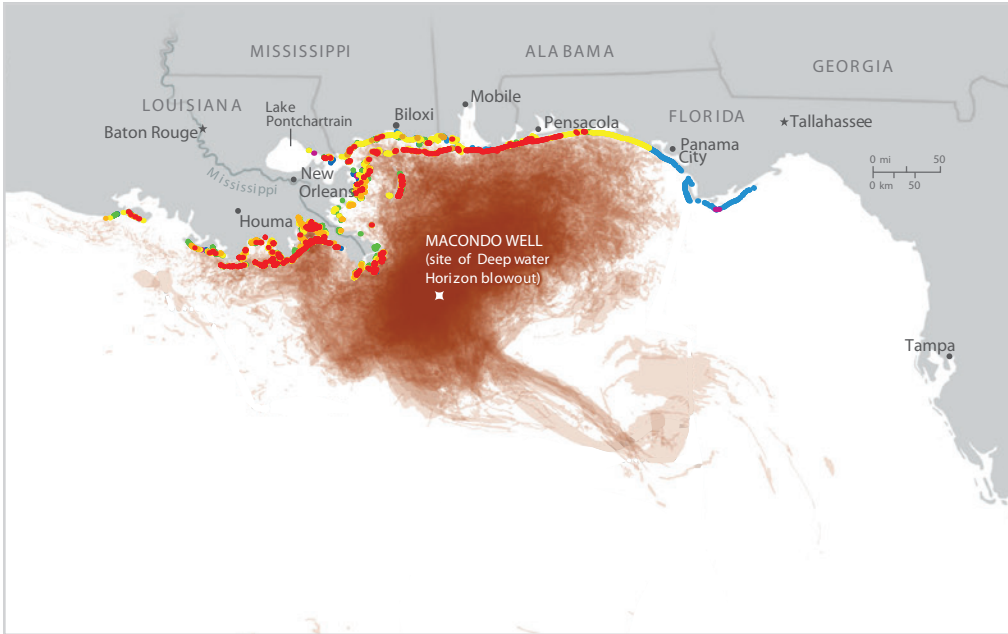 MISSISSIPPI
ALABAMA
GEORGIA
LOUISIANA
FLORIDA
Baton Rouge
Lake
Pontchartrain
Biloxi
Mobile
Pensacola
Tallahassee
Panama
City
0 mi 50
0 km 50
Mississippi
New
Orleans
Houma
MACONDO WELL
(site of Deep water
Horizon blowout)
Tampa